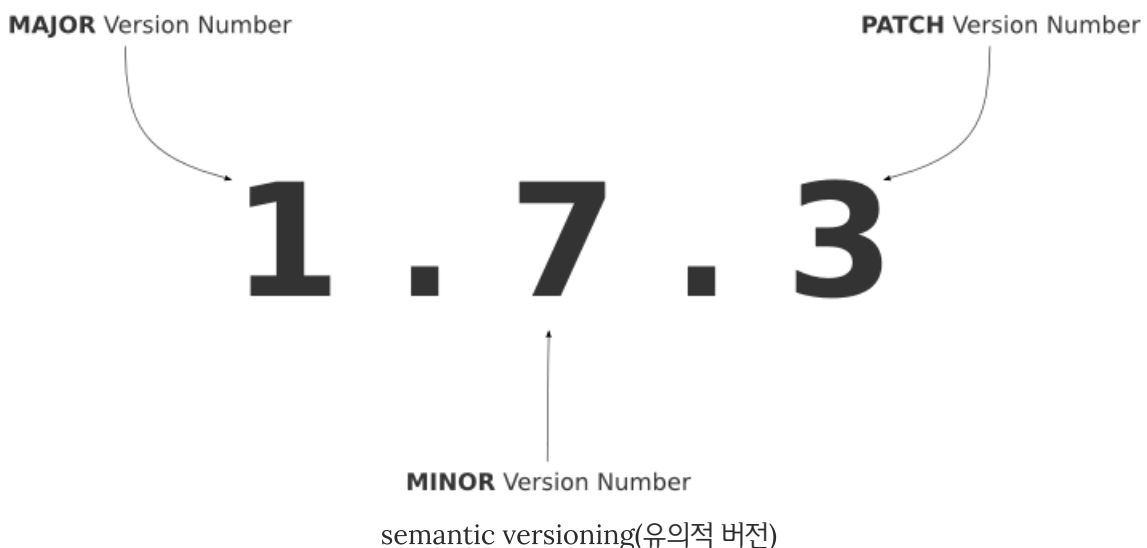 MAJOR Version Number
PATCH Version Number
1.7.3
MINOR Version Number
semantic versioning(유의적 버전)